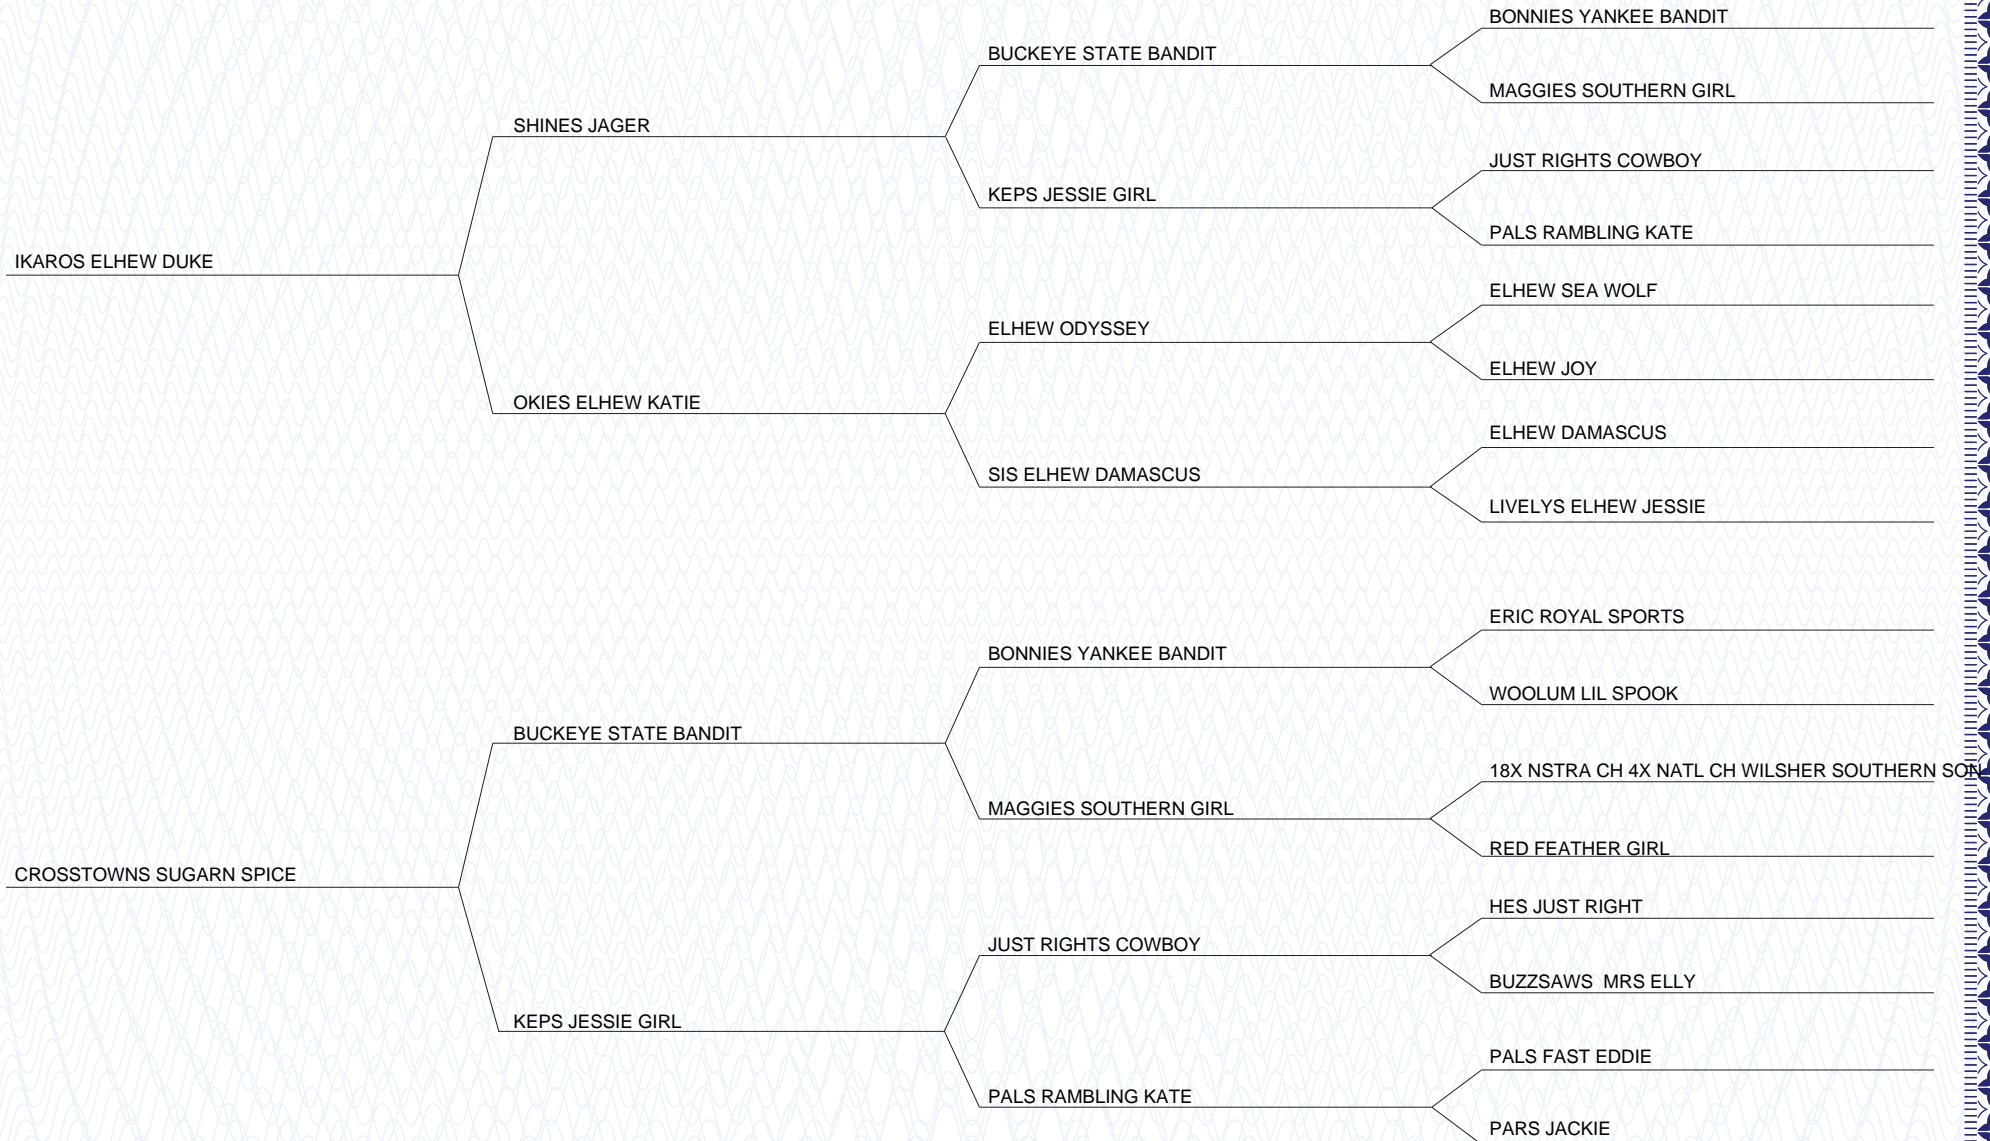 BONNIES YANKEE BANDIT
BUCKEYE STATE BANDIT
MAGGIES SOUTHERN GIRL
SHINES JAGER
JUST RIGHTS COWBOY
KEPS JESSIE GIRL
PALS RAMBLING KATE
IKAROS ELHEW DUKE
ELHEW SEA WOLF
ELHEW ODYSSEY
ELHEW JOY
OKIES ELHEW KATIE
ELHEW DAMASCUS
SIS ELHEW DAMASCUS
LIVELYS ELHEW JESSIE
ERIC ROYAL SPORTS
BONNIES YANKEE BANDIT
WOOLUM LIL SPOOK
BUCKEYE STATE BANDIT
18X NSTRA CH 4X NATL CH WILSHER SOUTHERN SON
MAGGIES SOUTHERN GIRL
RED FEATHER GIRL
CROSSTOWNS SUGARN SPICE
HES JUST RIGHT
JUST RIGHTS COWBOY
BUZZSAWS  MRS ELLY
KEPS JESSIE GIRL
PALS FAST EDDIE
PALS RAMBLING KATE
PARS JACKIE